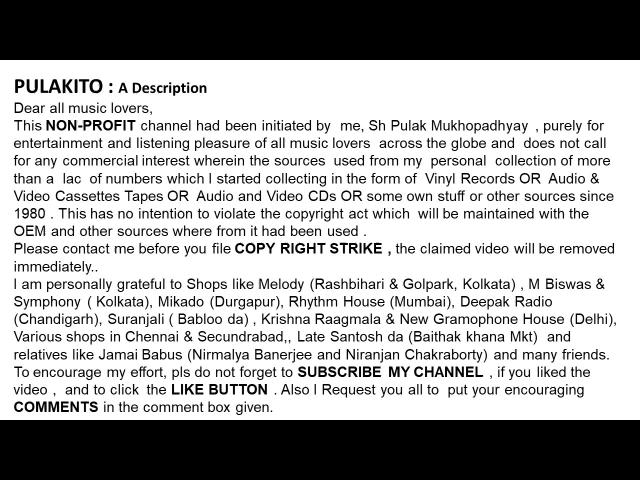 PULAKITO : A Description
Dear all music lovers,
This NON-PROFIT channel had been initiated by me, Sh Pulak Mukhopadhyay , purely for
entertainment and listening pleasure of all music lovers across the globe and does not call
for any commercial interest wherein the sources used from my personal collection of more
than a lac of numbers which I started collecting in the form of Vinyl Records OR Audio &
Video Cassettes Tapes OR Audio and Video CDs OR some own stuff or other sources since
1980 . This has no intention to violate the copyright act which will be maintained with the
OEM and other sources where from it had been used .
Please contact me before you file COPY RIGHT STRIKE , the claimed video will be removed
immediately..
I am personally grateful to Shops like Melody (Rashbihari & Golpark, Kolkata) , M Biswas &
Symphony ( Kolkata), Mikado (Durgapur), Rhythm House (Mumbai), Deepak Radio
(Chandigarh), Suranjali ( Babloo da) , Krishna Raagmala & New Gramophone House (Delhi),
Various shops in Chennai & Secundrabad,, Late Santosh da (Baithak khana Mkt) and
relatives like Jamai Babus (Nirmalya Banerjee and Niranjan Chakraborty) and many friends.
To encourage my effort, pls do not forget to SUBSCRIBE MY CHANNEL , if you liked the
video , and to click the LIKE BUTTON . Also I Request you all to put your encouraging
COMMENTS in the comment box given.